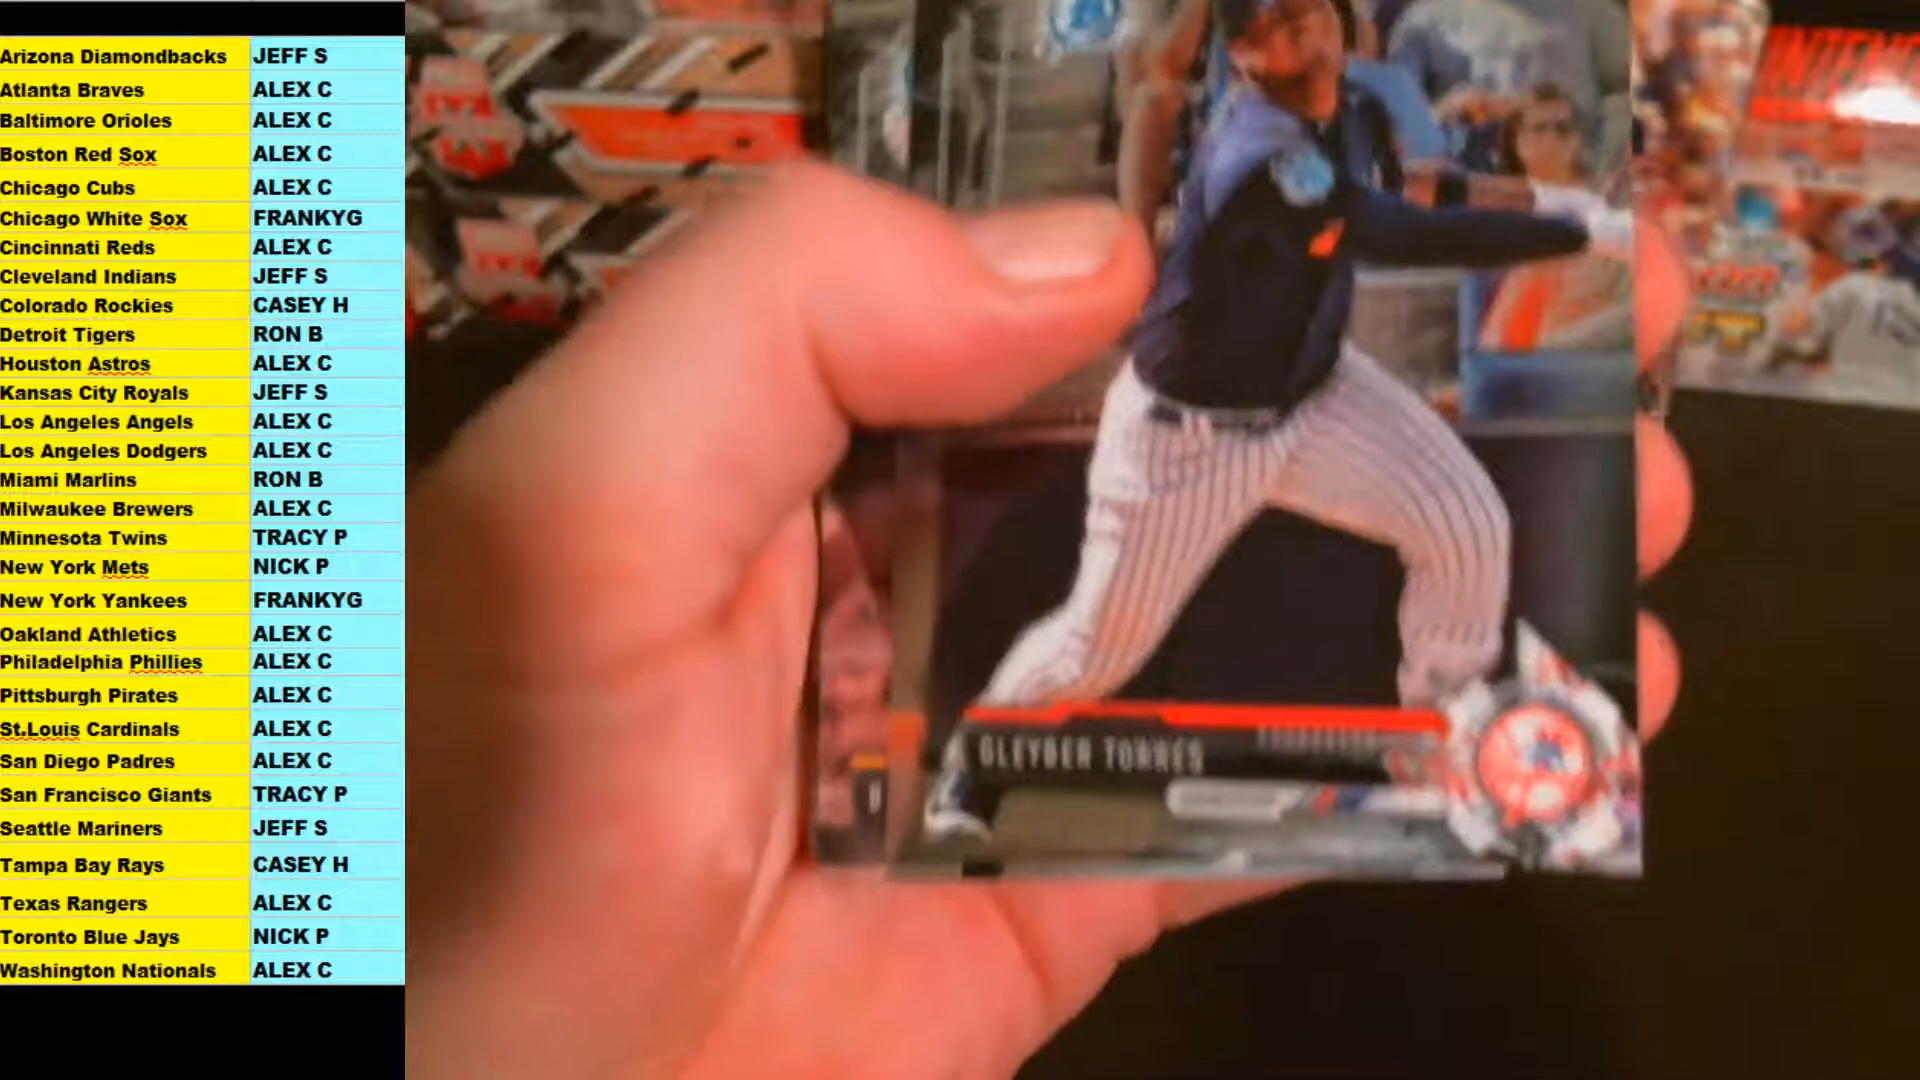 Arizona Diamondbacks JEFF S
Atlanta Braves ALEX C
Baltimore Orioles ALEX C
Boston Red Sox ALEX C
Chicago Cubs ALEX C
Chicago White Sox FRANKYG
Cincinnati Reds ALEX C
Cleveland Indians JEFF S
Colorado Rockies CASEY H
Detroit Tigers RON B
Houston Astros ALEX C
Kansas City Royals JEFF S
Los Angeles Angels ALEX C
Los Angeles Dodgers ALEX C
Miami Marlins RON B
Milwaukee Brewers ALEX C
Minnesota Twins TRACY P
New York Mets NICK P
New York Yankees FRANKYG
Oakland Athletics ALEX C
Philadelphia Phillies ALEX C
Pittsburgh Pirates ALEX C
St.Louis Cardinals ALEX C
San Diego Padres ALEX C
San Francisco Giants TRACY P
Seattle Mariners JEFF S
Tampa Bay Rays CASEY H
Texas Rangers ALEX C
Toronto Blue Jays NICK P
Washington Nationals ALEX C
GLEYBER TORRES